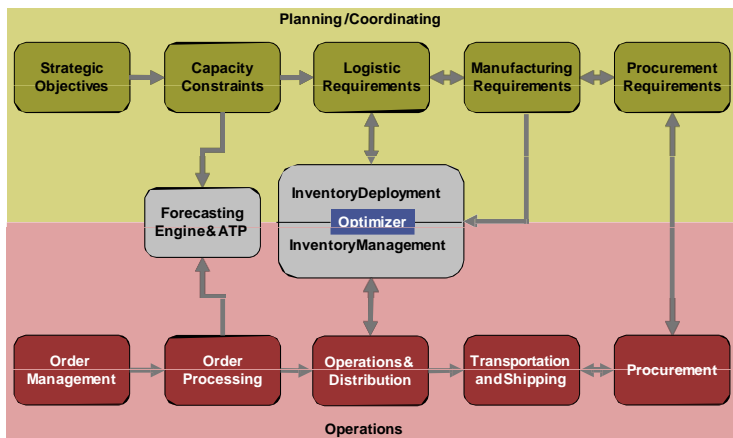 Planning/Coordinating
Strategic
Objectives
Capacity
Constraints
Logistic
Requirements
Manufacturing
Requirements
Procurement
Requirements
Forecasting
Engine&ATP
InventoryDeployment
Optimizer
InventoryManagement
Order
Management
Order
Processing
Operations&
Distribution
Transportation
andShipping
Procurement
Operations